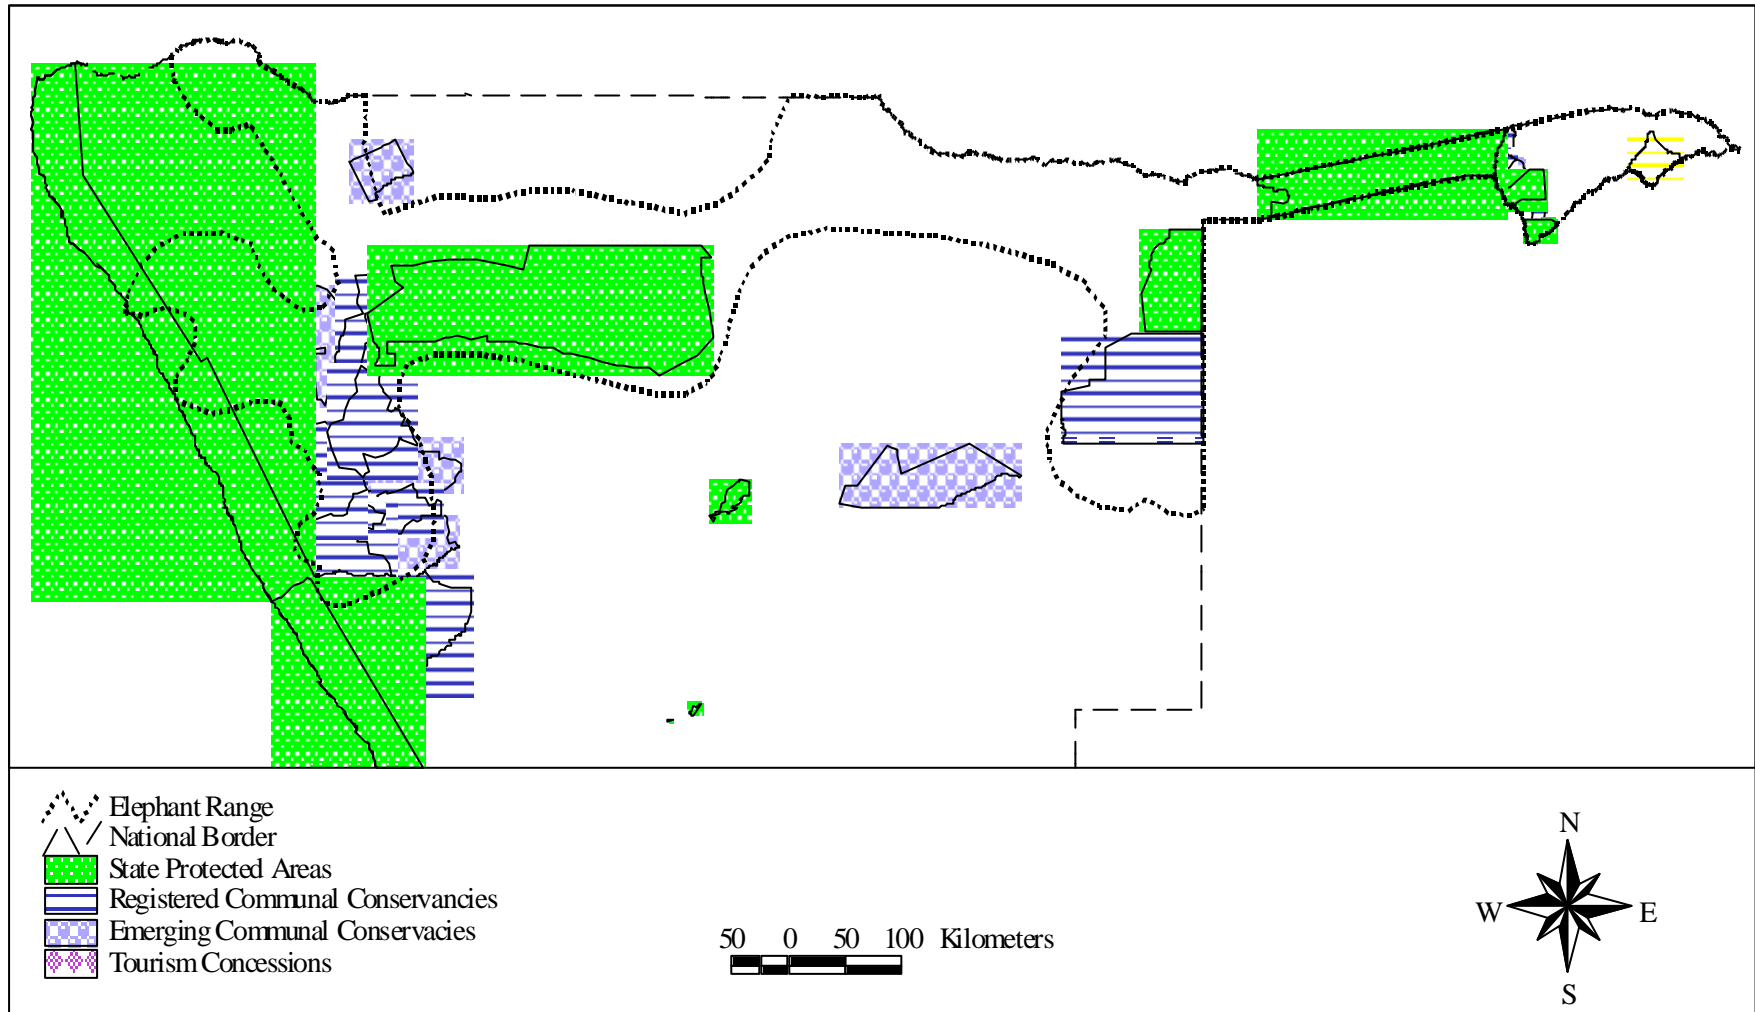 Elephant Range
National Border
State Protected Areas
Registered Communal Conservancies
Emerging Communal Conservacies
Tourism Concessions
50 0 50 100 Kilometers
N
W E
S